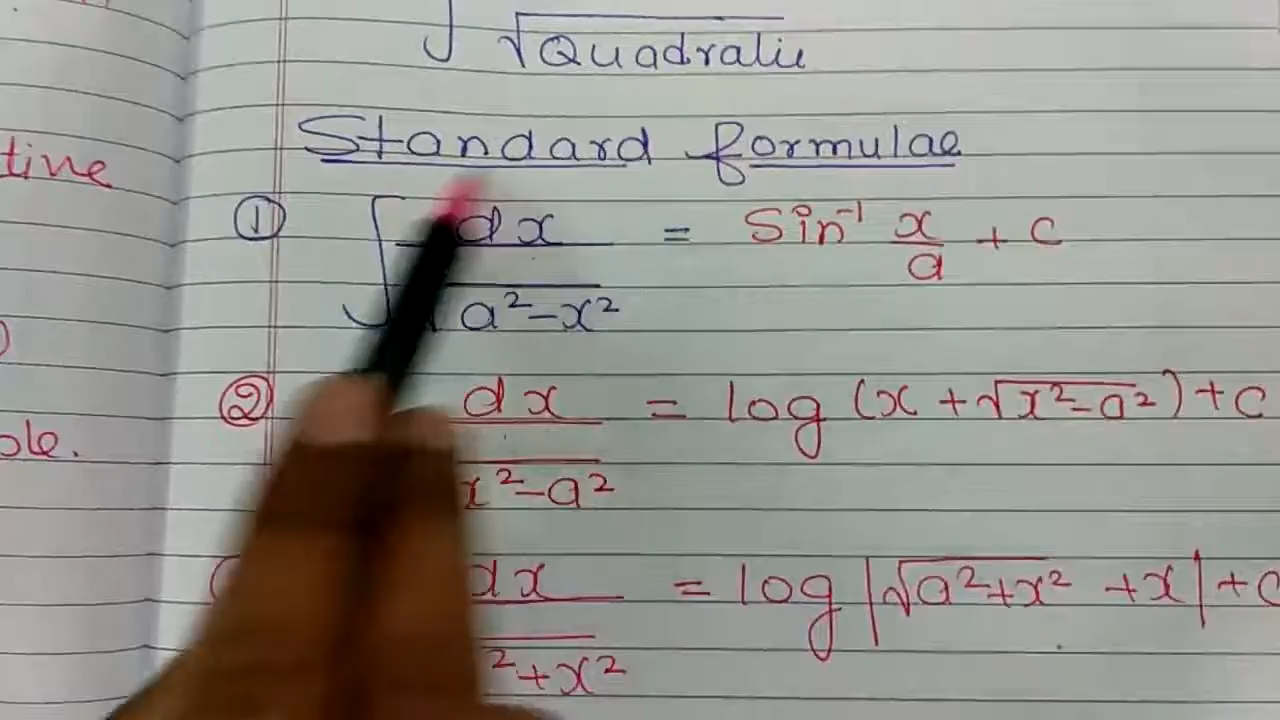 ∫ √Quadratic
Standard formulae
tive
① ∫ dx / √a²-x² = Sin⁻¹ x/a + c
② dx / x²-a² = log (x + √x²-a²) + c
ole.
dx / ²+x² = log |√a²+x² + x| + c